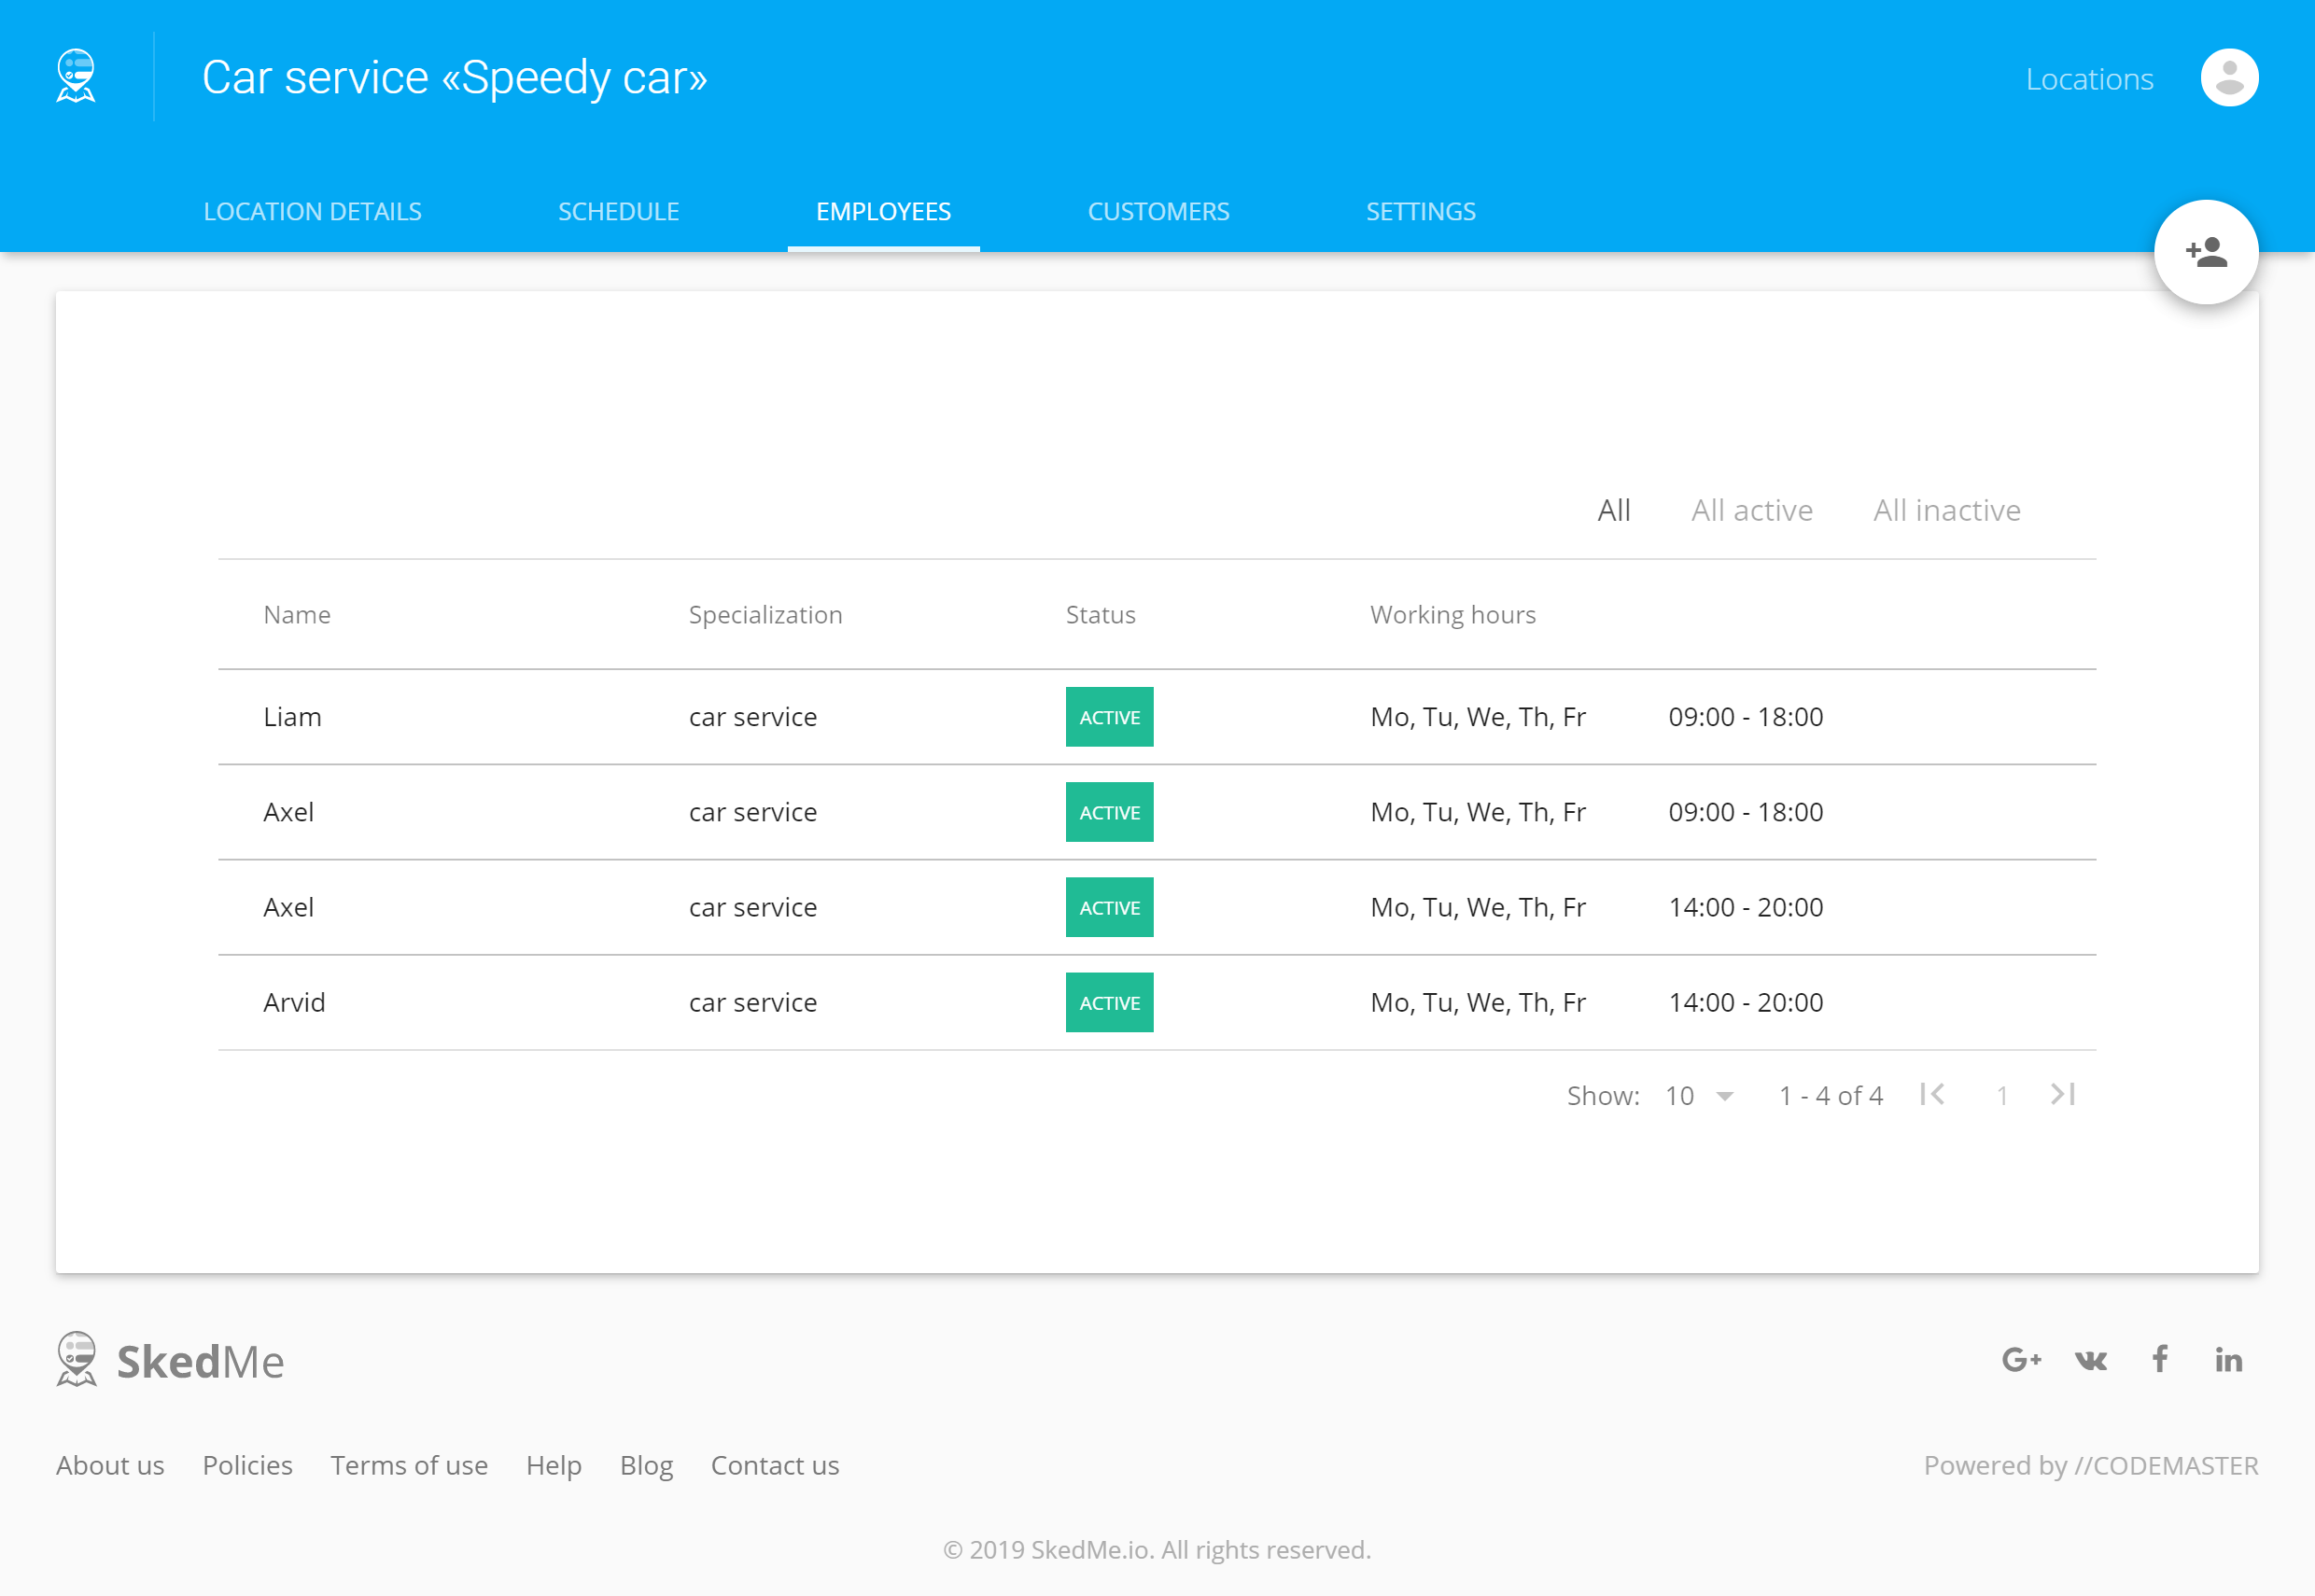 Car service «Speedy car»
Locations
LOCATION DETAILS SCHEDULE EMPLOYEES CUSTOMERS SETTINGS
All All active All inactive
Name Specialization Status Working hours
Liam car service ACTIVE Mo, Tu, We, Th, Fr 09:00 - 18:00
Axel car service ACTIVE Mo, Tu, We, Th, Fr 09:00 - 18:00
Axel car service ACTIVE Mo, Tu, We, Th, Fr 14:00 - 20:00
Arvid car service ACTIVE Mo, Tu, We, Th, Fr 14:00 - 20:00
Show: 10 1 - 4 of 4 1
SkedMe
About us Policies Terms of use Help Blog Contact us
Powered by //CODEMASTER
© 2019 SkedMe.io. All rights reserved.